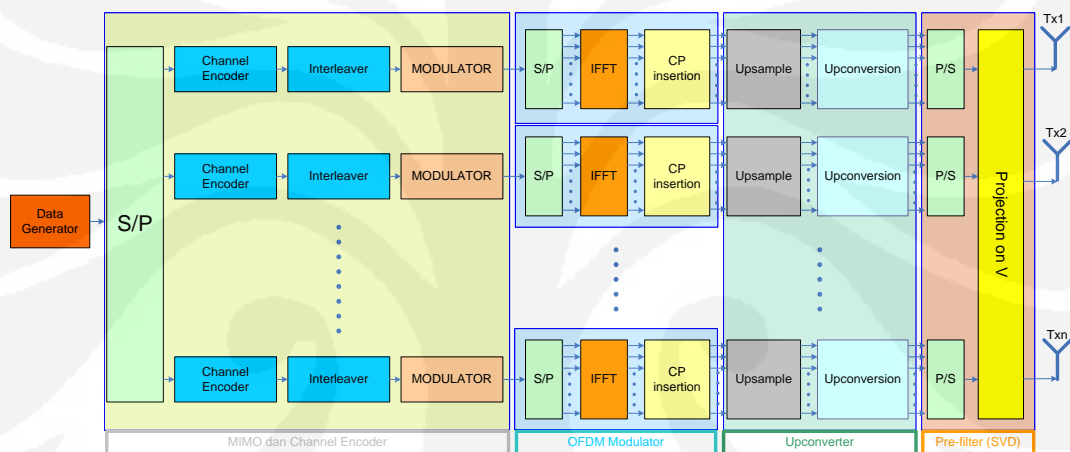 Tx1
Channel
Encoder
Interleaver
MODULATOR
S/P
IFFT
CP
insertion
Upsample
Upconversion
P/S
Tx2
Channel
Encoder
Interleaver
MODULATOR
S/P
IFFT
CP
insertion
Upsample
Upconversion
P/S
Data
Generator
S/P
Projection on V
Txn
Channel
Encoder
Interleaver
MODULATOR
S/P
IFFT
CP
insertion
Upsample
Upconversion
P/S
MIMO dan Channel Encoder
OFDM Modulator
Upconverter
Pre-filter (SVD)